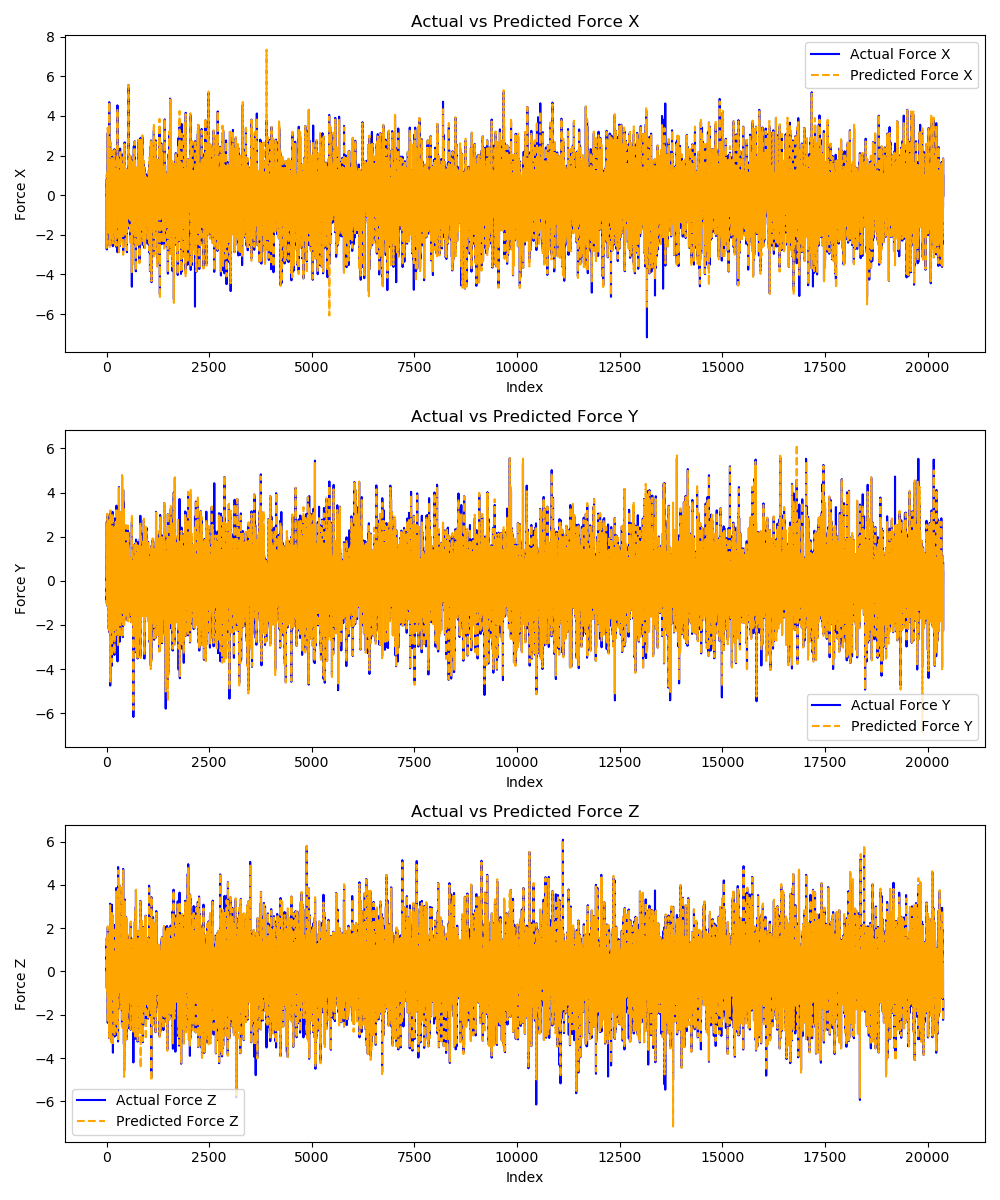 Actual vs Predicted Force X
8
6
4
2
0
−2
−4
−6
Force X
Actual Force X
Predicted Force X
0 2500 5000 7500 10000 12500 15000 17500 20000
Index
Actual vs Predicted Force Y
6
4
2
0
−2
−4
−6
Force Y
Actual Force Y
Predicted Force Y
0 2500 5000 7500 10000 12500 15000 17500 20000
Index
Actual vs Predicted Force Z
6
4
2
0
−2
−4
−6
Force Z
Actual Force Z
Predicted Force Z
0 2500 5000 7500 10000 12500 15000 17500 20000
Index